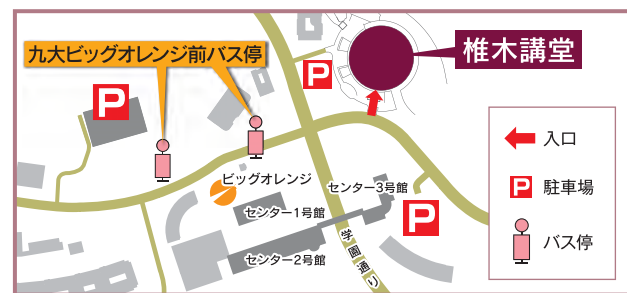 九大ビッグオレンジ前バス停
椎木講堂
P
P
ビッグオレンジ
センター3号館
センター1号館
P
センター2号館
学園通り
入口
P 駐車場
バス停